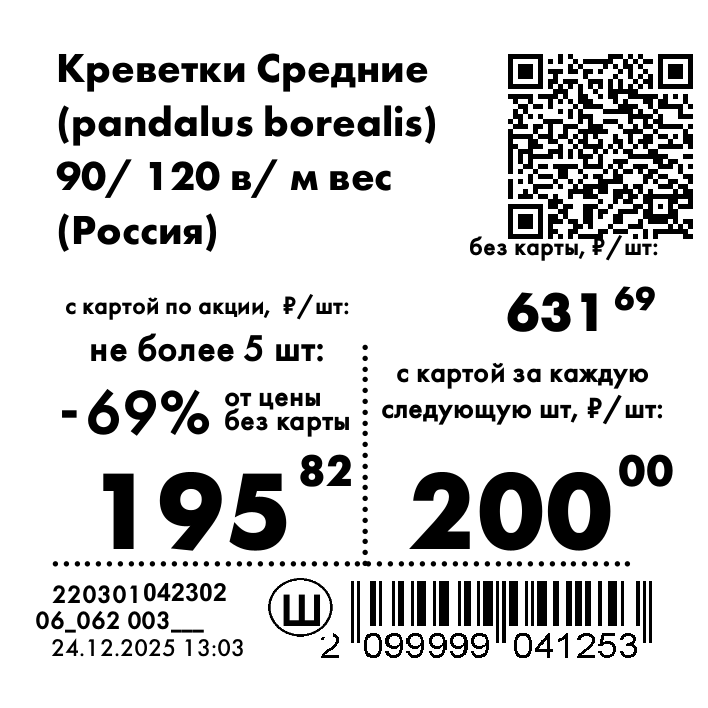 Креветки Средние
(pandalus borealis)
90/ 120 в/ м вес
(Россия)
без карты, ₽/шт:
631 69
с картой по акции, ₽/шт:
не более 5 шт:
-69% от цены
без карты
195 82
с картой за каждую
следующую шт, ₽/шт:
200 00
220301042302
06_062 003___
24.12.2025 13:03
Ш
2 099999 041253